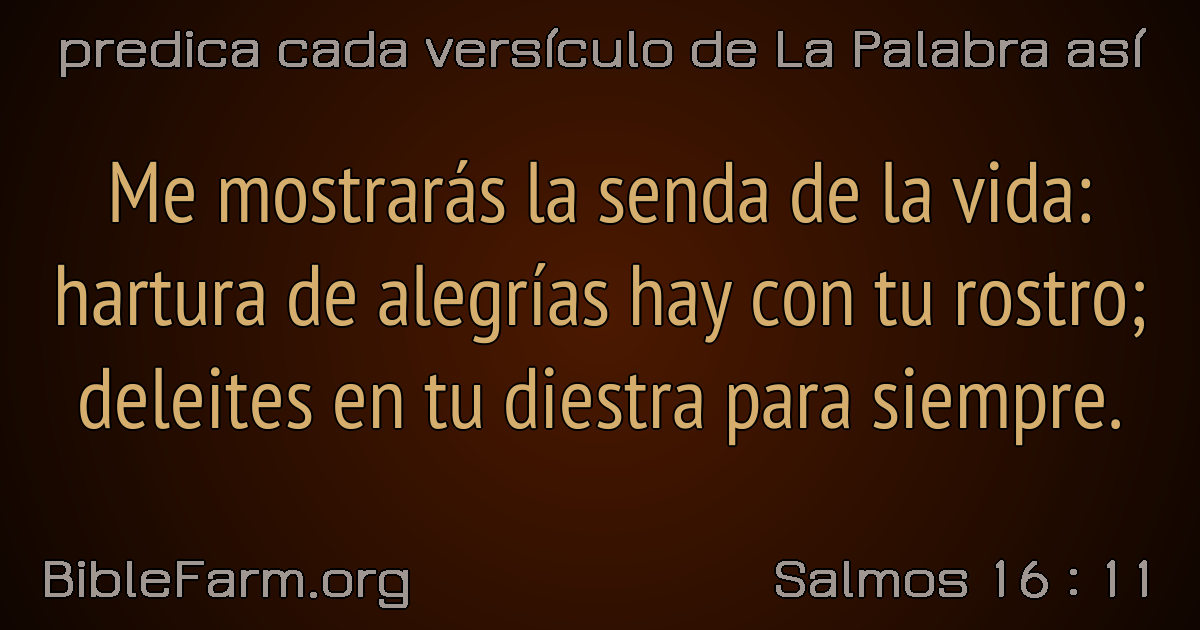 predica cada versículo de La Palabra así
Me mostrarás la senda de la vida:
hartura de alegrías hay con tu rostro;
deleites en tu diestra para siempre.
BibleFarm.org
Salmos 16 : 11